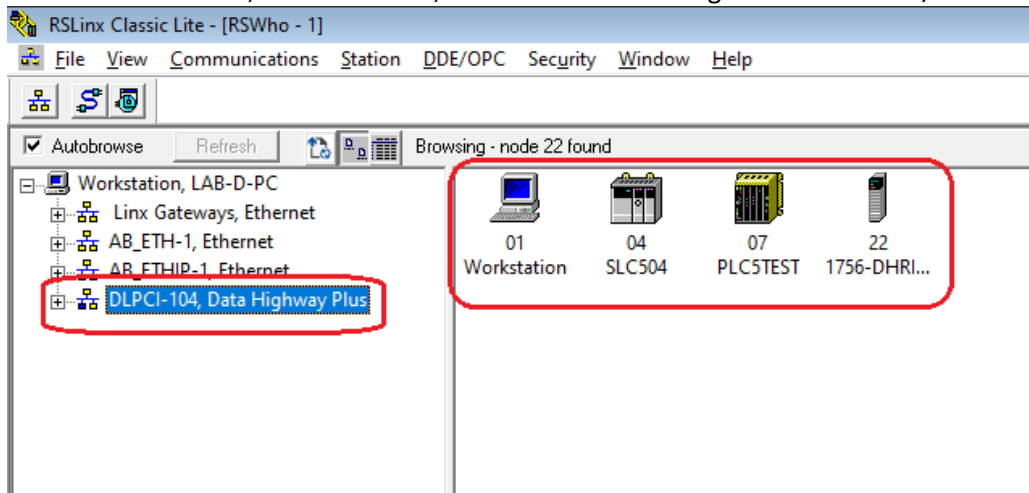 RSLinx Classic Lite - [RSWho - 1]
File View Communications Station DDE/OPC Security Window Help
Autobrowse Refresh Browsing - node 22 found
Workstation, LAB-D-PC
Linx Gateways, Ethernet
AB_ETH-1, Ethernet
AB_ETHIP-1, Ethernet
DLPCI-104, Data Highway Plus
01 04 07 22
Workstation SLC504 PLC5TEST 1756-DHRI...